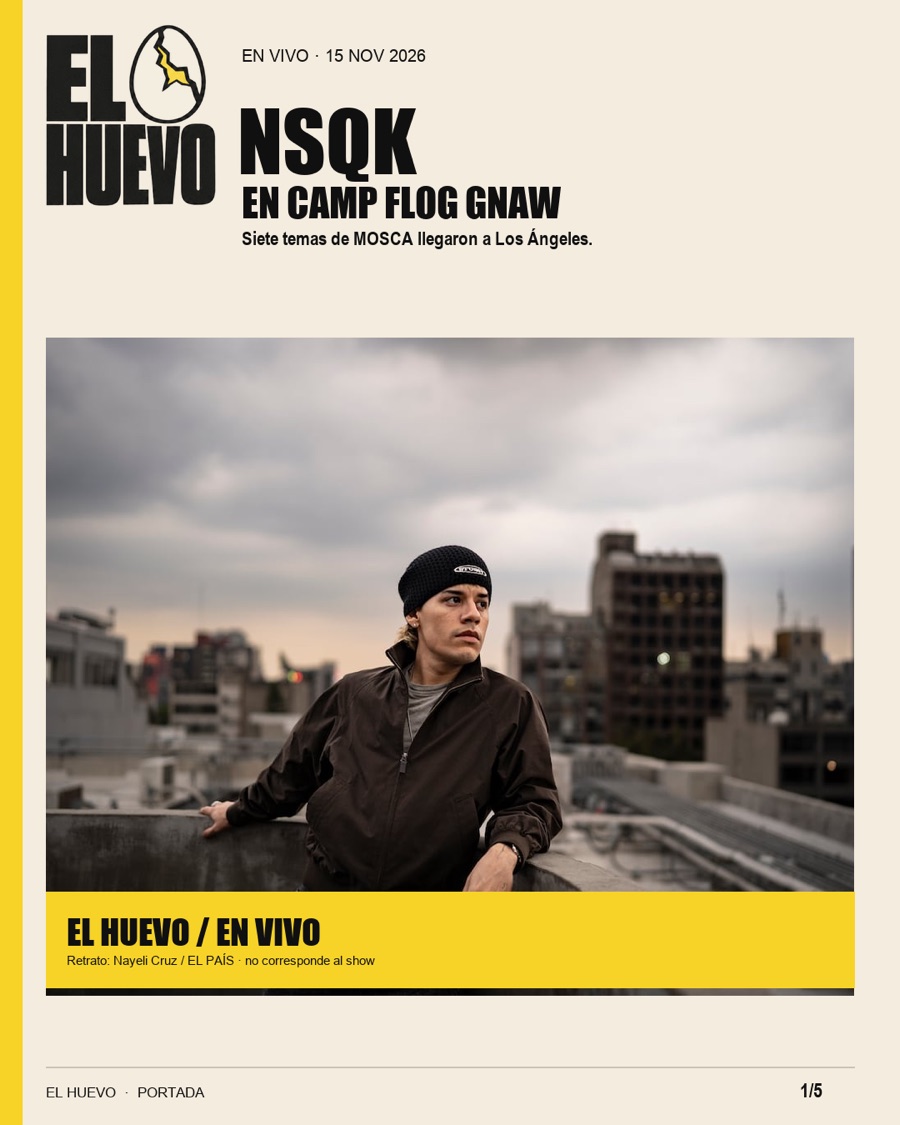 EL
HUEVO
EN VIVO · 15 NOV 2026
NSQK
EN CAMP FLOG GNAW
Siete temas de MOSCA llegaron a Los Ángeles.
EL HUEVO / EN VIVO
Retrato: Nayeli Cruz / EL PAÍS · no corresponde al show
EL HUEVO · PORTADA
1/5